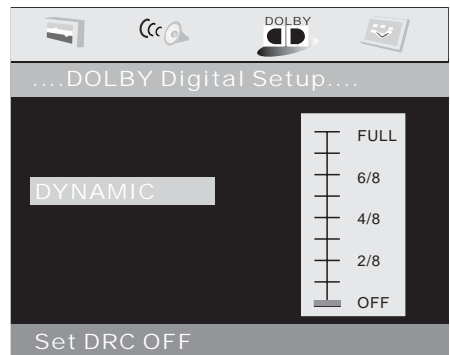 DOLBY
....DOLBY Digital Setup....
FULL
6/8
DYNAMIC
4/8
2/8
OFF
Set DRC OFF